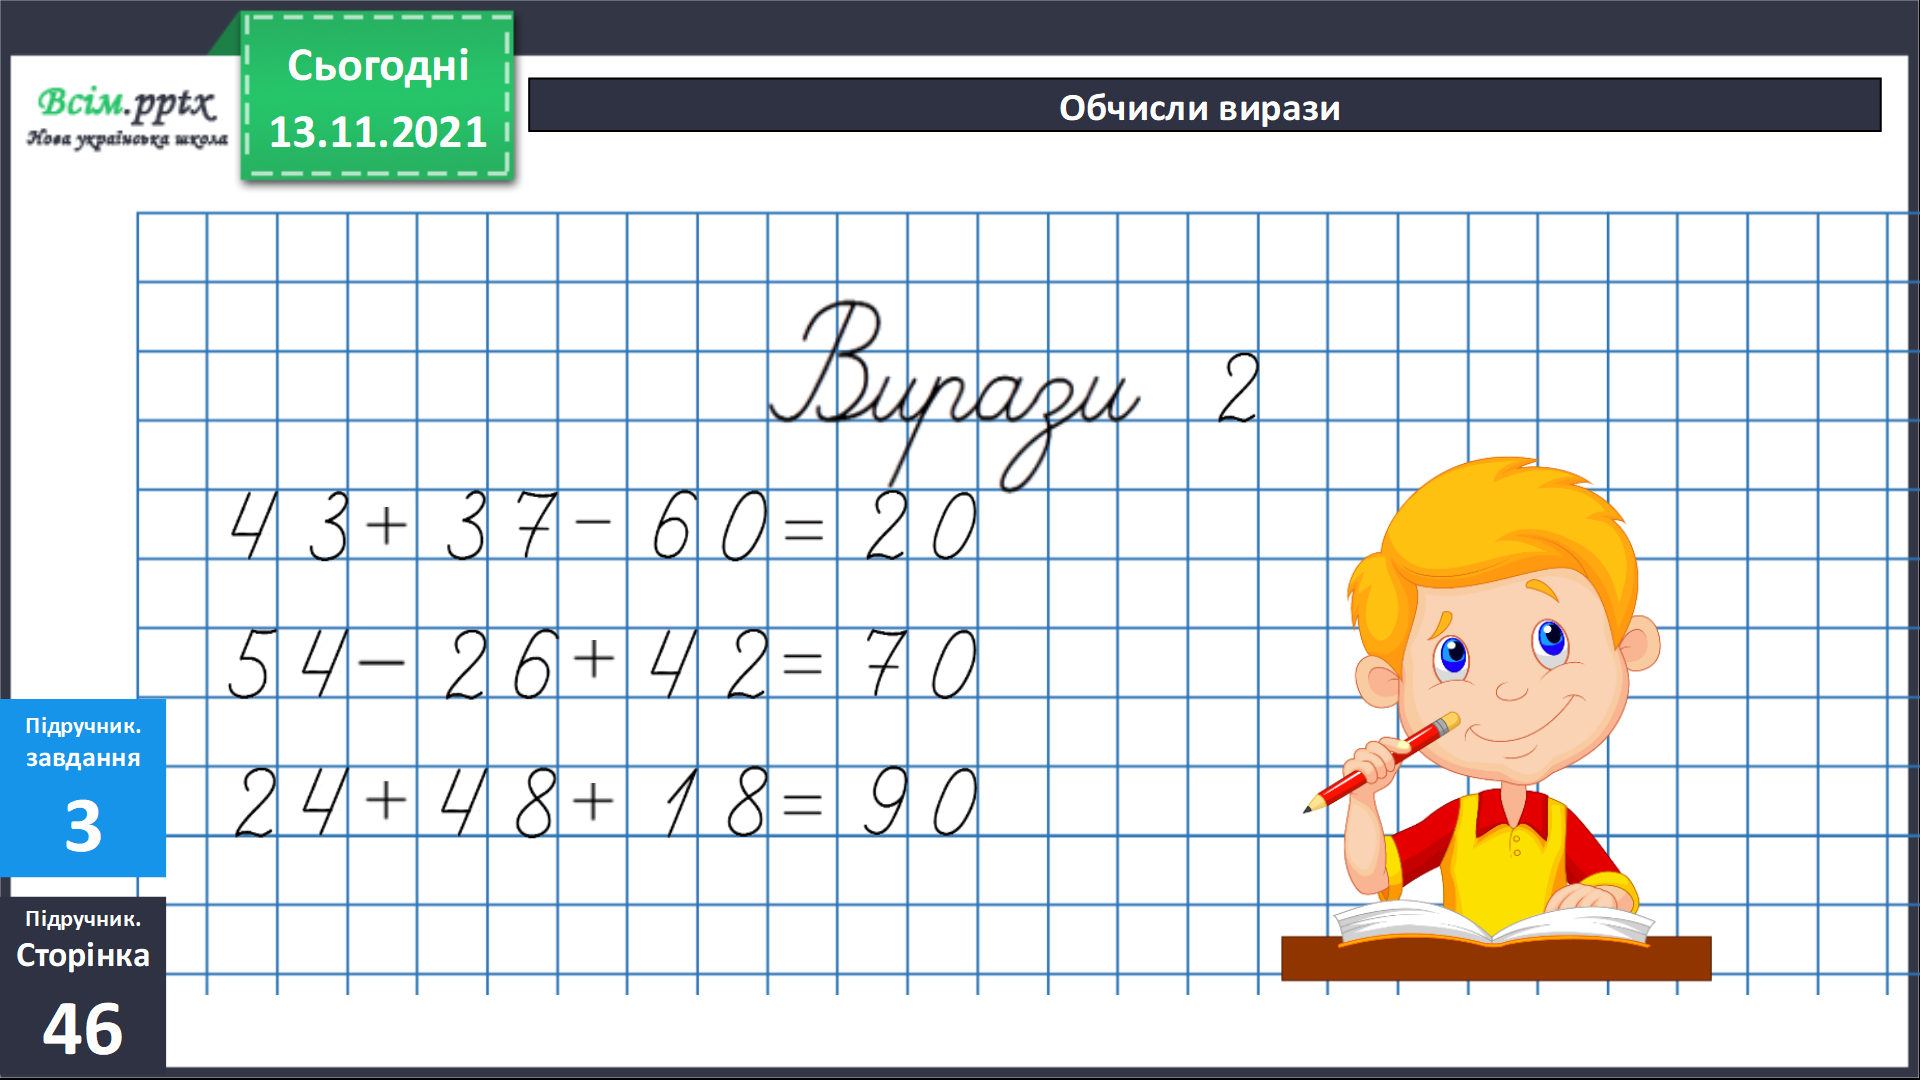 Всім.pptx
Нова українська школа
Сьогодні
13.11.2021
Обчисли вирази
Вирази 2
43+37-60=20
54-26+42=70
24+48+18=90
Підручник.
завдання
3
Підручник.
Сторінка
46